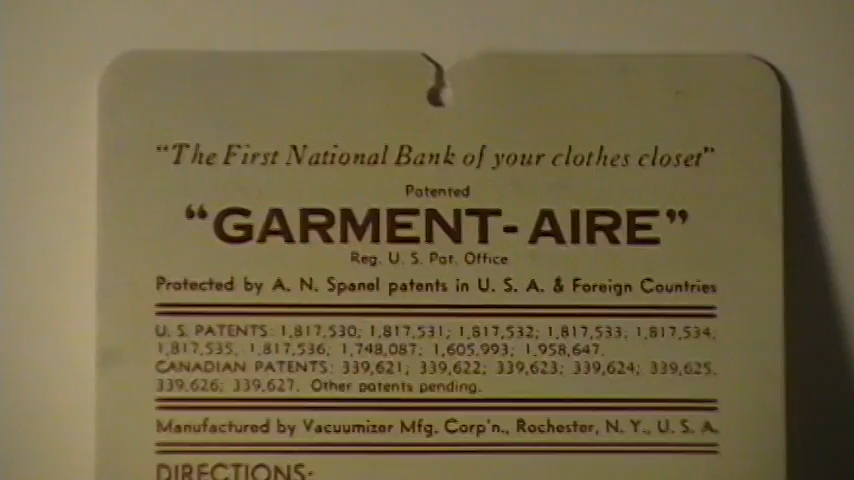 "The First National Bank of your clothes closet"
Patented
"GARMENT-AIRE"
Reg. U. S. Pat. Office
Protected by A. N. Spanel patents in U. S. A. & Foreign Countries
U. S. PATENTS: 1,817,530; 1,817,531; 1,817,532; 1,817,533, 1,817,534,
1,817,535, 1,817,536; 1,748,087; 1,605,993; 1,958,647.
CANADIAN PATENTS: 339,621; 339,622; 339,623; 339,624; 339,625,
339,626; 339,627. Other patents pending.
Manufactured by Vacuumizer Mfg. Corp'n., Rochester, N. Y., U. S. A.
DIRECTIONS: